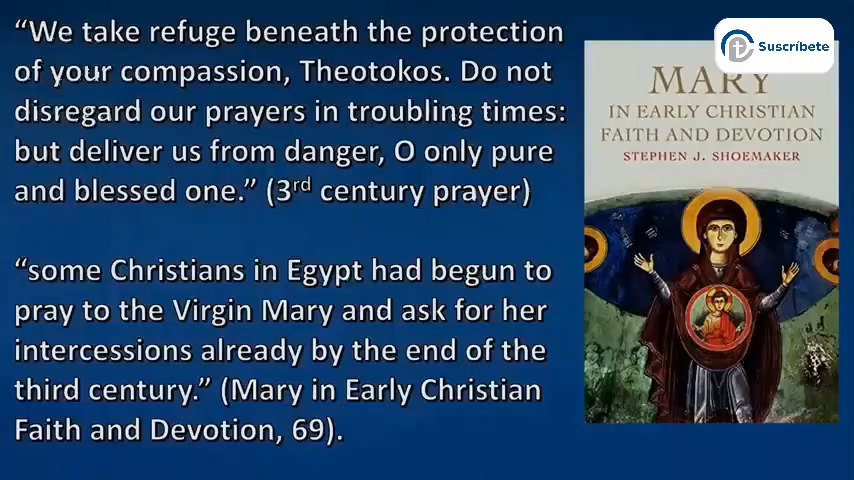 “We take refuge beneath the protection
of your compassion, Theotokos. Do not
disregard our prayers in troubling times:
but deliver us from danger, O only pure
and blessed one.” (3rd century prayer)
“some Christians in Egypt had begun to
pray to the Virgin Mary and ask for her
intercessions already by the end of the
third century.” (Mary in Early Christian
Faith and Devotion, 69).
Suscríbete
MARY
IN EARLY CHRISTIAN
FAITH AND DEVOTION
STEPHEN J. SHOEMAKER